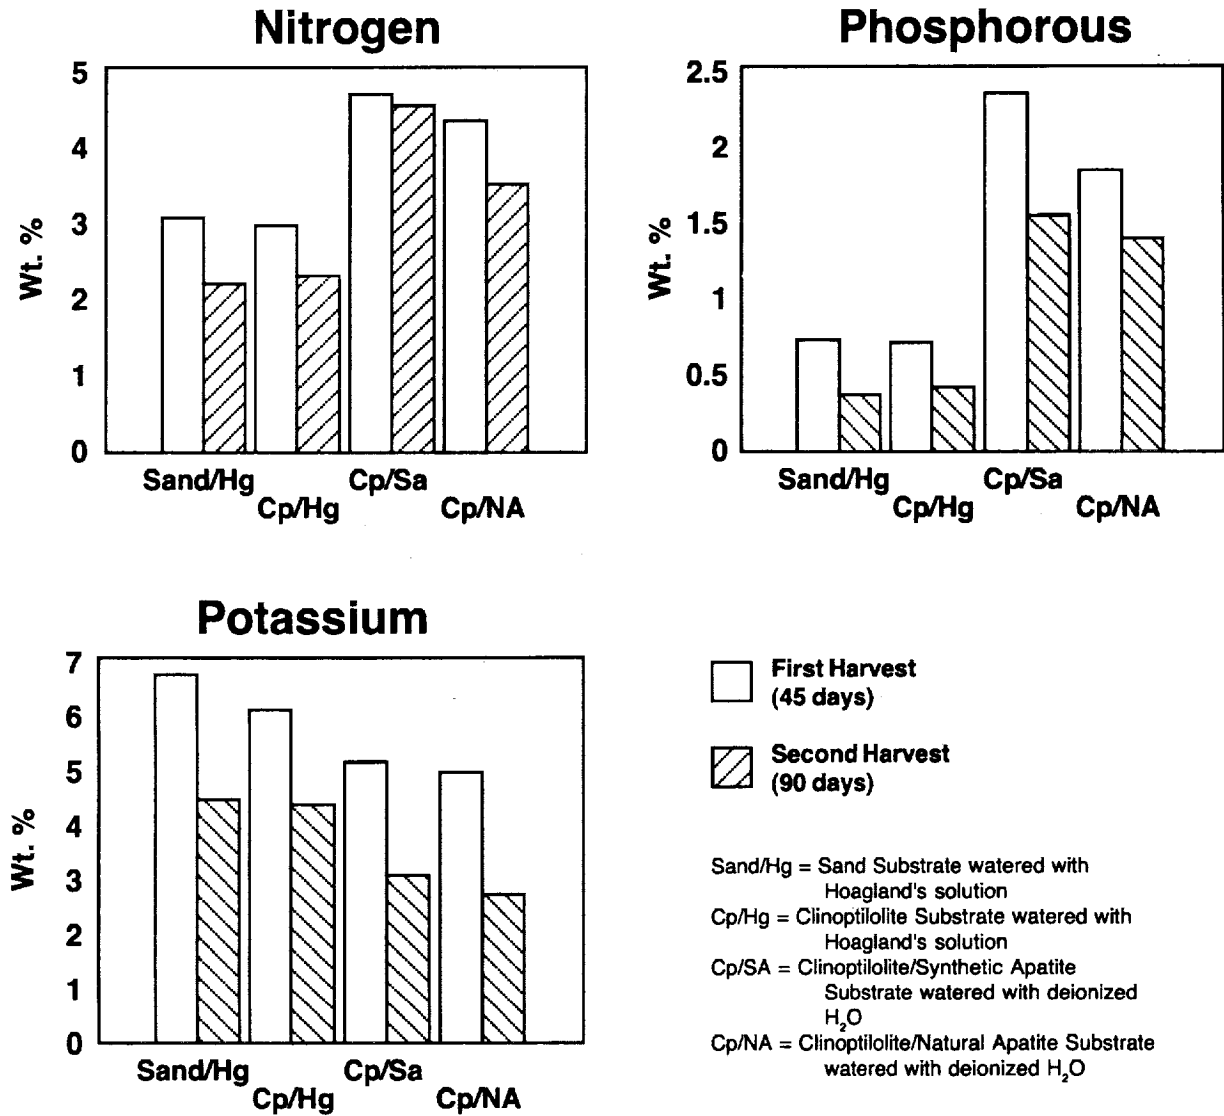 Nitrogen
5
4
3
2
1
0
Wt. %
Sand/Hg
Cp/Hg
Cp/Sa
Cp/NA
Phosphorous
2.5
2
1.5
1
0.5
0
Wt. %
Sand/Hg
Cp/Hg
Cp/Sa
Cp/NA
Potassium
7
6
5
4
3
2
1
0
Wt. %
Sand/Hg
Cp/Hg
Cp/Sa
Cp/NA
First Harvest
(45 days)
Second Harvest
(90 days)
Sand/Hg = Sand Substrate watered with
Hoagland's solution
Cp/Hg = Clinoptilolite Substrate watered with
Hoagland's solution
Cp/SA = Clinoptilolite/Synthetic Apatite
Substrate watered with deionized
H₂O
Cp/NA = Clinoptilolite/Natural Apatite Substrate
watered with deionized H₂O